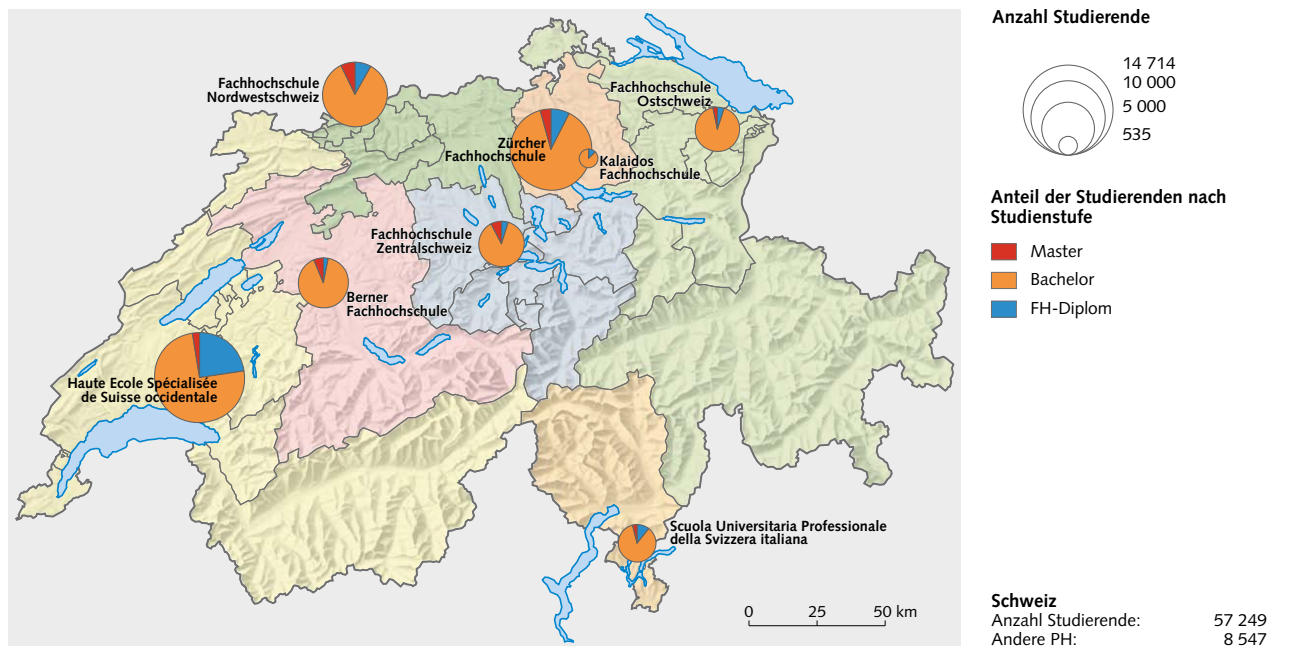 Fachhochschule
Nordwestschweiz
Fachhochschule
Ostschweiz
Zürcher
Fachhochschule
Kalaidos
Fachhochschule
Fachhochschule
Zentralschweiz
Berner
Fachhochschule
Haute Ecole Spécialisée
de Suisse occidentale
Scuola Universitaria Professionale
della Svizzera italiana
0 25 50 km
Anzahl Studierende
14 714
10 000
5 000
535
Anteil der Studierenden nach
Studienstufe
Master
Bachelor
FH-Diplom
Schweiz
Anzahl Studierende: 57 249
Andere PH: 8 547